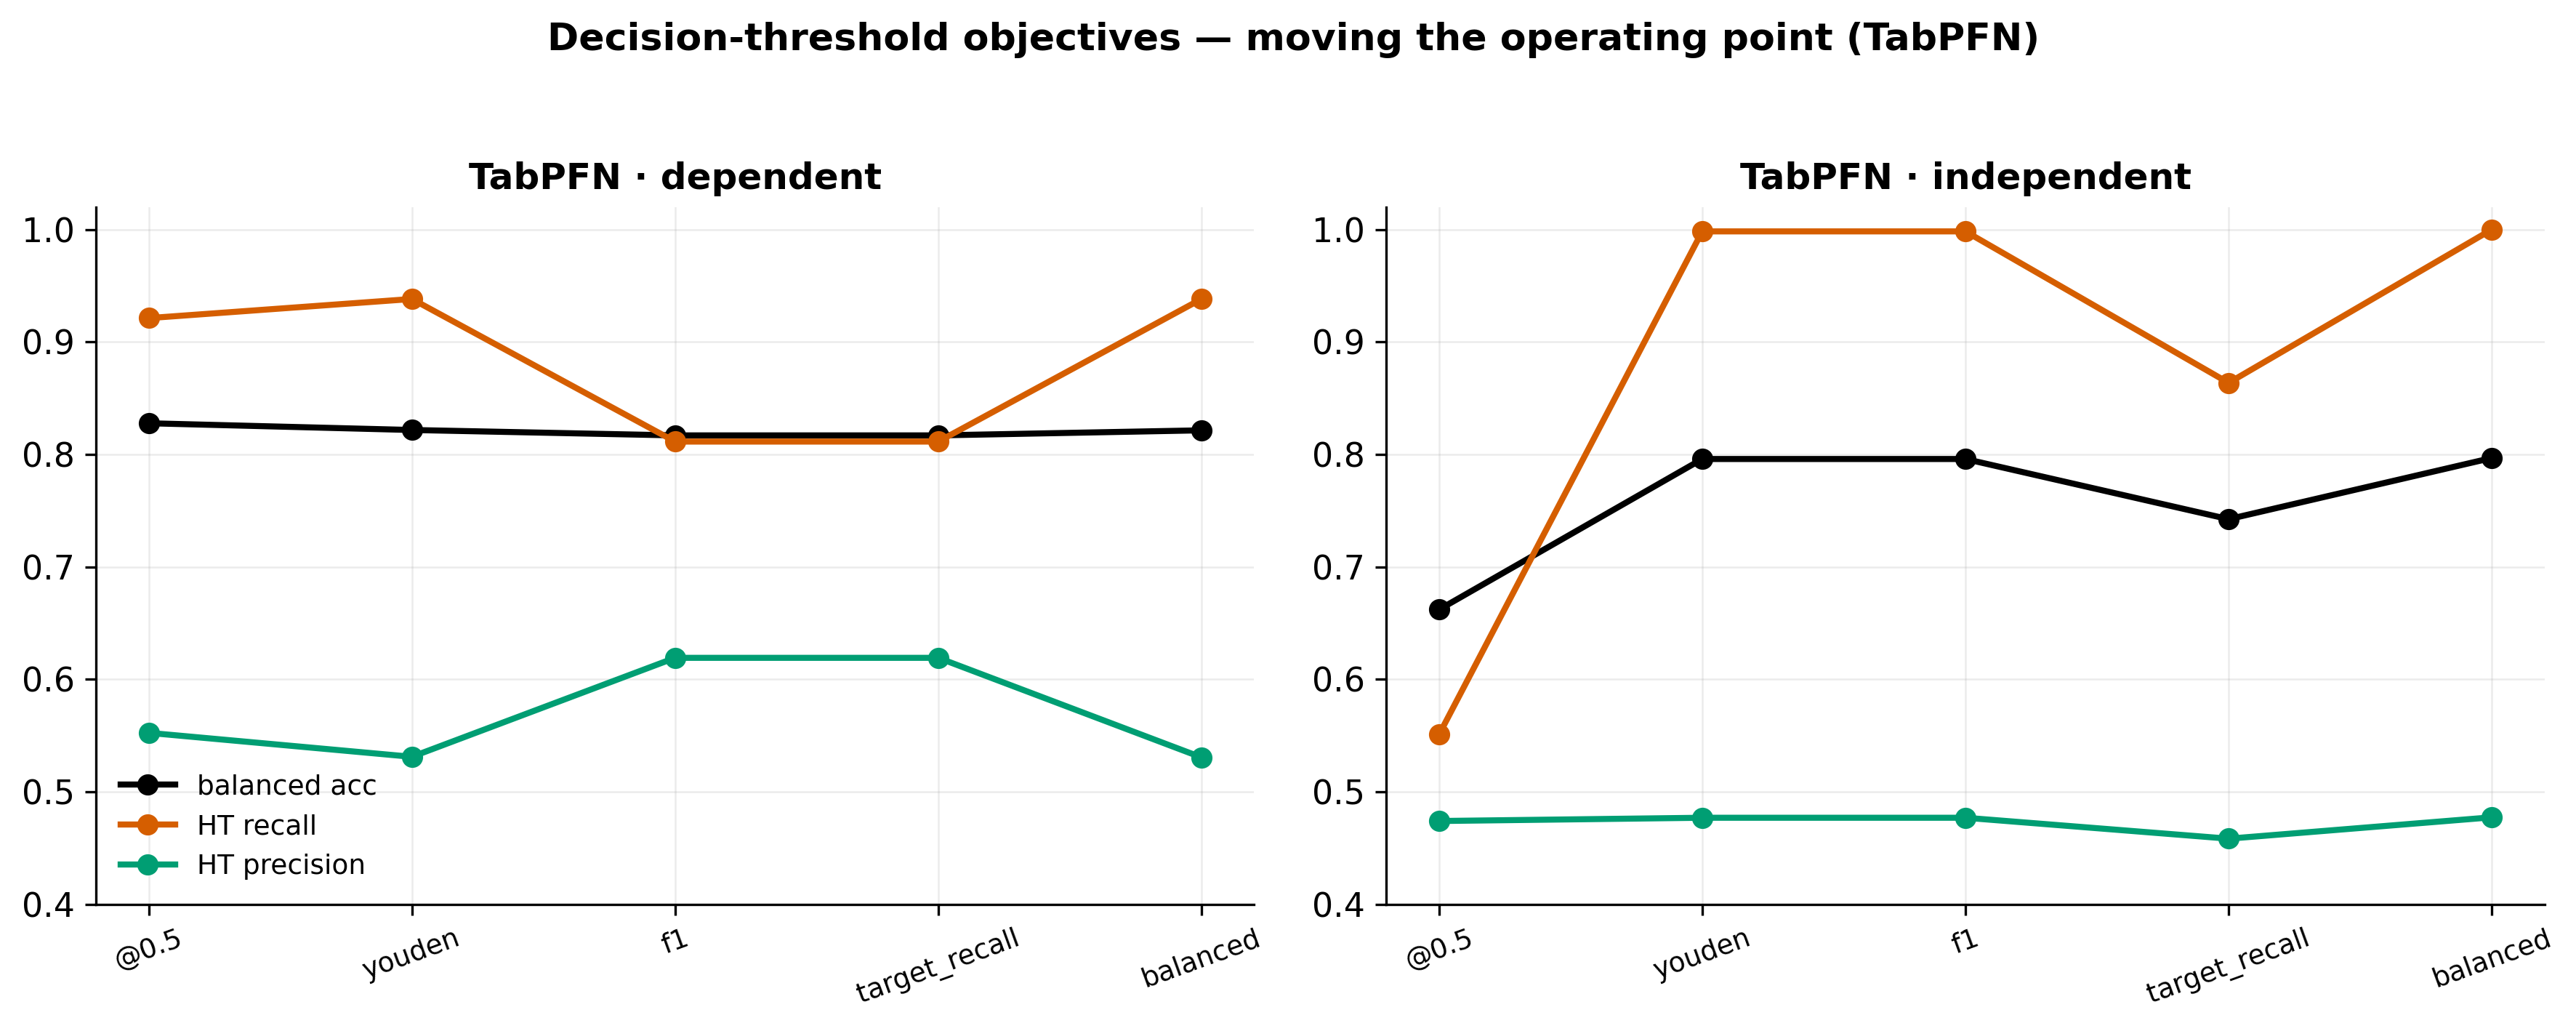 Decision-threshold objectives — moving the operating point (TabPFN)
TabPFN · dependent
1.0
0.9
0.8
0.7
0.6
0.5
0.4
balanced acc
HT recall
HT precision
@0.5
youden
f1
target_recall
balanced
TabPFN · independent
1.0
0.9
0.8
0.7
0.6
0.5
0.4
@0.5
youden
f1
target_recall
balanced